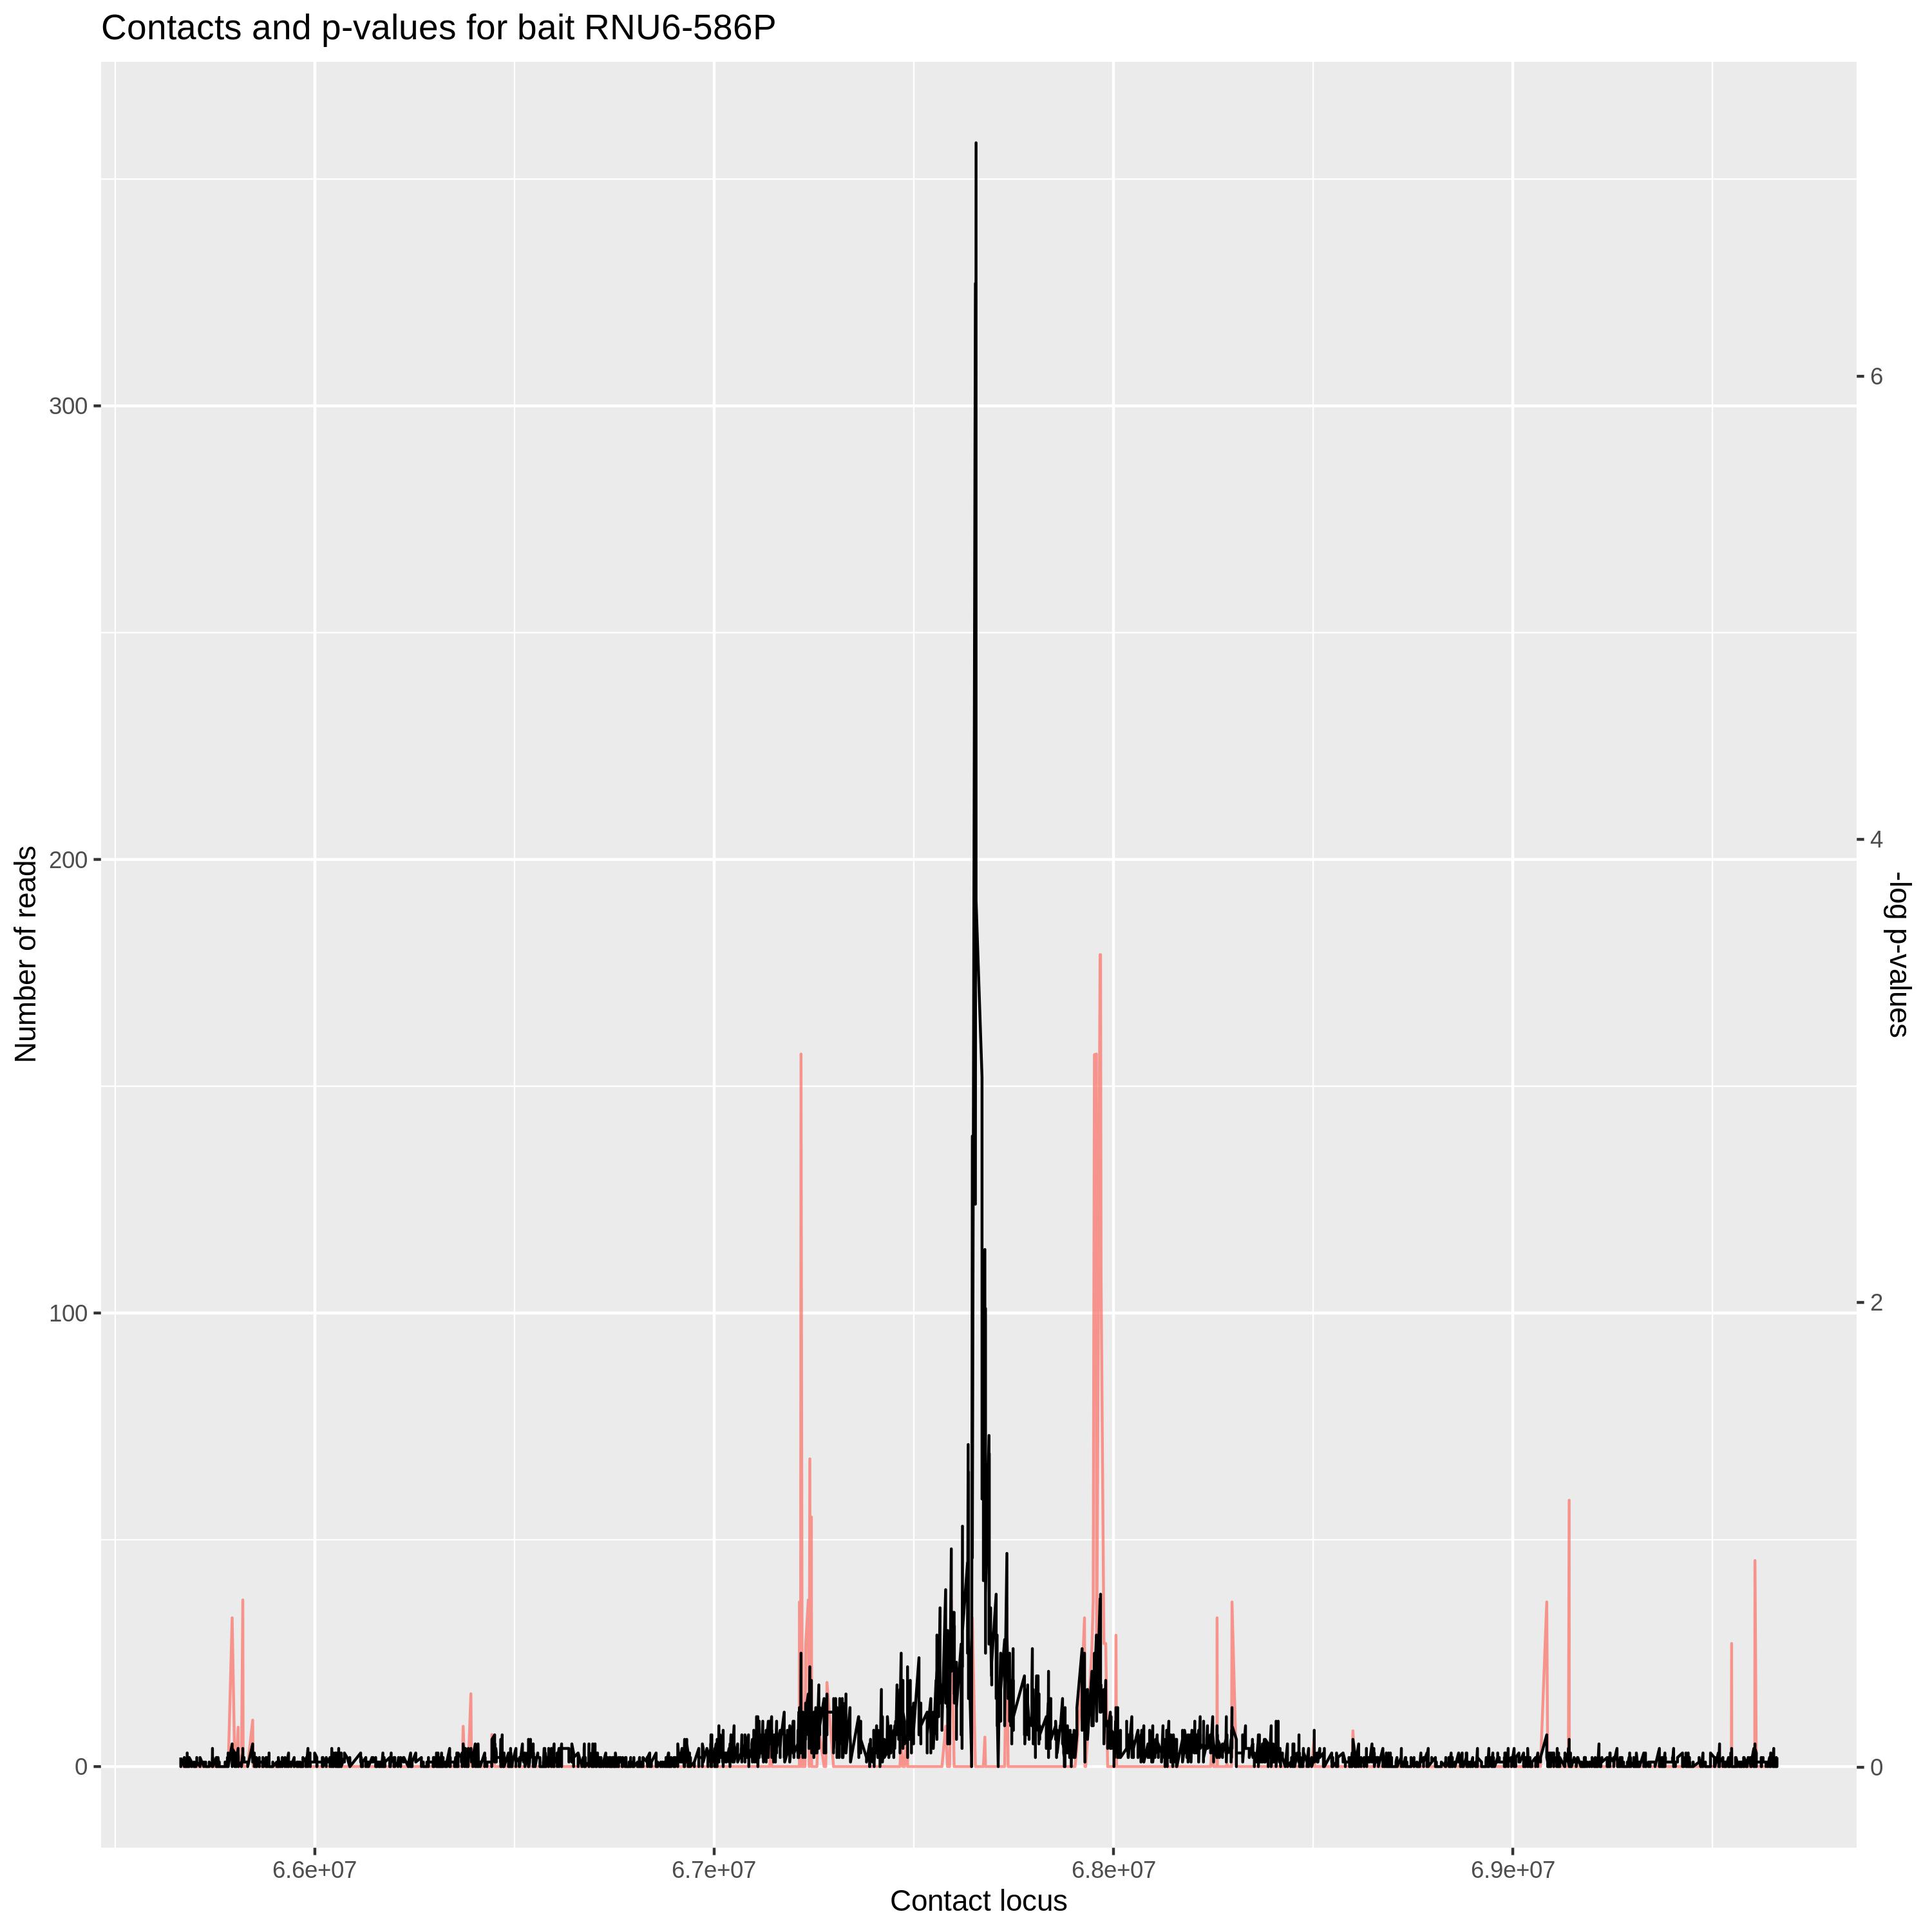 Contacts and p-values for bait RNU6-586P
300
200
100
0
Number of reads
6
4
2
0
-log p-values
6.6e+07
6.7e+07
6.8e+07
6.9e+07
Contact locus